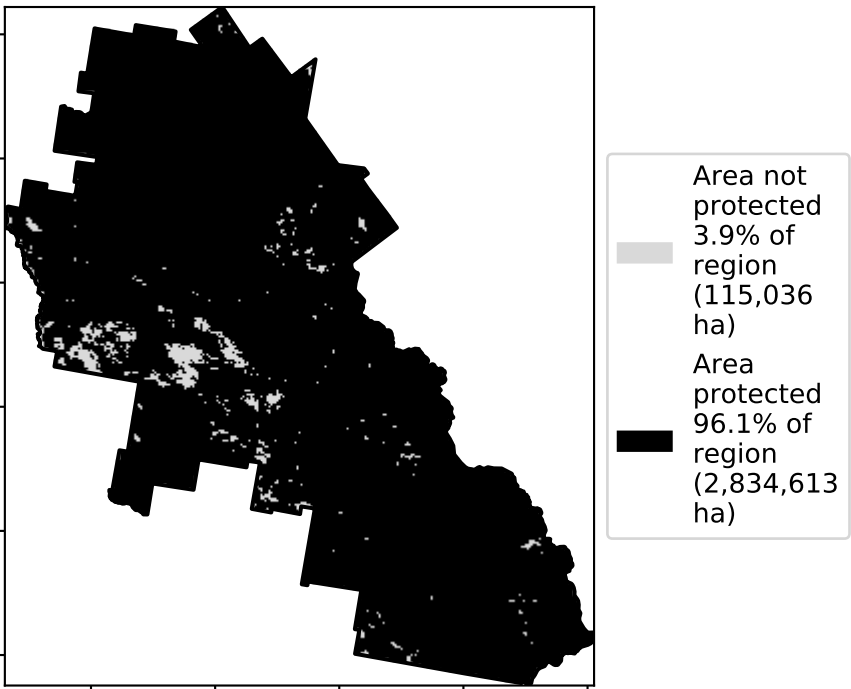 Area not
protected
3.9% of
region
(115,036
ha)
Area
protected
96.1% of
region
(2,834,613
ha)